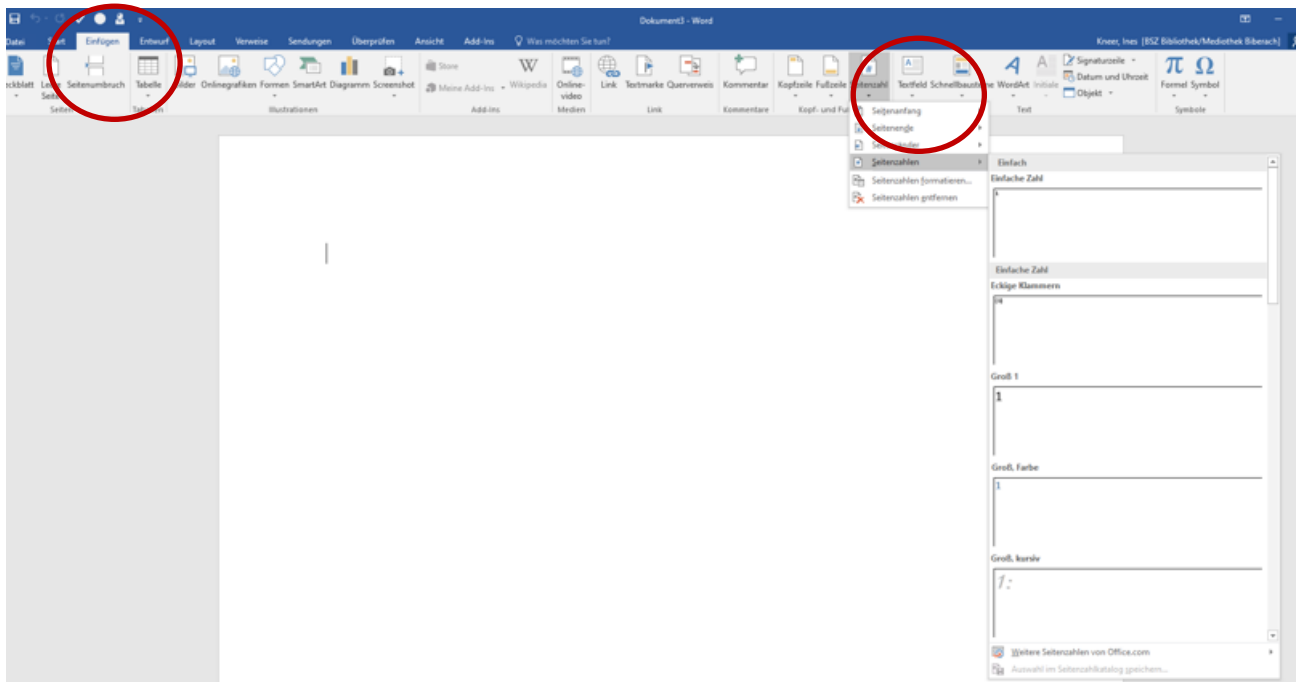 Dokument3 - Word
Datei Start Einfügen Entwurf Layout Verweise Sendungen Überprüfen Ansicht Add-Ins Was möchten Sie tun? Kneer, Ines [BSZ Bibliothek/Mediothek Biberach]
Seitenumbruch Tabelle Onlinegrafiken Formen SmartArt Diagramm Screenshot
Store
Meine Add-Ins
Wikipedia Online-
video
Link Textmarke Querverweis Kommentar Kopfzeile Fußzeile Textfeld WordArt Initiale
Signaturzeile
Datum und Uhrzeit
Objekt
Formel Symbol
Illustrationen Add-Ins Medien Link Kommentare Text Symbole
Seitenanfang
Seitenende
Seitenzahlen
Seitenzahlen formatieren...
Seitenzahlen entfernen
Einfach
Einfache Zahl
Einfache Zahl
Eckige Klammern
Groß 1
1
Groß, Farbe
1
Groß, kursiv
1:
Weitere Seitenzahlen von Office.com
Auswahl im Seitenzahlkatalog speichern...